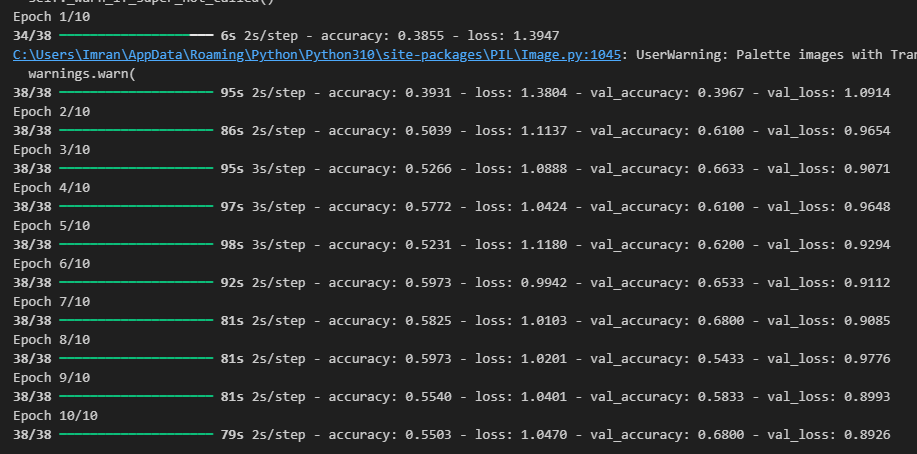 self._warn_if_super_not_called()
Epoch 1/10
34/38 6s 2s/step - accuracy: 0.3855 - loss: 1.3947
C:\Users\Imran\AppData\Roaming\Python\Python310\site-packages\PIL\Image.py:1045: UserWarning: Palette images with Tran
warnings.warn(
38/38 95s 2s/step - accuracy: 0.3931 - loss: 1.3804 - val_accuracy: 0.3967 - val_loss: 1.0914
Epoch 2/10
38/38 86s 2s/step - accuracy: 0.5039 - loss: 1.1137 - val_accuracy: 0.6100 - val_loss: 0.9654
Epoch 3/10
38/38 95s 3s/step - accuracy: 0.5266 - loss: 1.0888 - val_accuracy: 0.6633 - val_loss: 0.9071
Epoch 4/10
38/38 97s 3s/step - accuracy: 0.5772 - loss: 1.0424 - val_accuracy: 0.6100 - val_loss: 0.9648
Epoch 5/10
38/38 98s 3s/step - accuracy: 0.5231 - loss: 1.1180 - val_accuracy: 0.6200 - val_loss: 0.9294
Epoch 6/10
38/38 92s 2s/step - accuracy: 0.5973 - loss: 0.9942 - val_accuracy: 0.6533 - val_loss: 0.9112
Epoch 7/10
38/38 81s 2s/step - accuracy: 0.5825 - loss: 1.0103 - val_accuracy: 0.6800 - val_loss: 0.9085
Epoch 8/10
38/38 81s 2s/step - accuracy: 0.5973 - loss: 1.0201 - val_accuracy: 0.5433 - val_loss: 0.9776
Epoch 9/10
38/38 81s 2s/step - accuracy: 0.5540 - loss: 1.0401 - val_accuracy: 0.5833 - val_loss: 0.8993
Epoch 10/10
38/38 79s 2s/step - accuracy: 0.5503 - loss: 1.0470 - val_accuracy: 0.6800 - val_loss: 0.8926